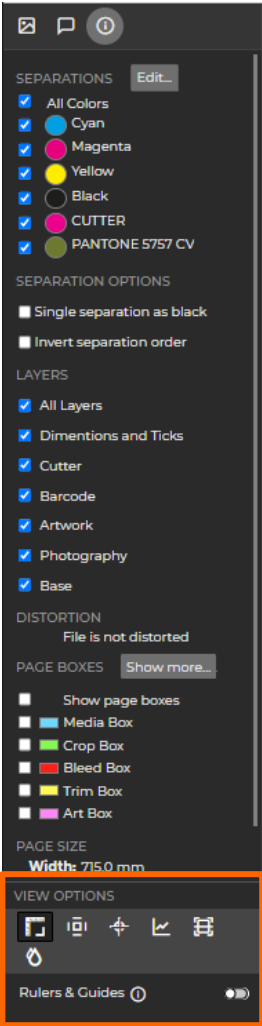 SEPARATIONS Edit...
All Colors
Cyan
Magenta
Yellow
Black
CUTTER
PANTONE 5757 CV
SEPARATION OPTIONS
Single separation as black
Invert separation order
LAYERS
All Layers
Dimentions and Ticks
Cutter
Barcode
Artwork
Photography
Base
DISTORTION
File is not distorted
PAGE BOXES Show more...
Show page boxes
Media Box
Crop Box
Bleed Box
Trim Box
Art Box
PAGE SIZE
Width: 715.0 mm
VIEW OPTIONS
Rulers & Guides